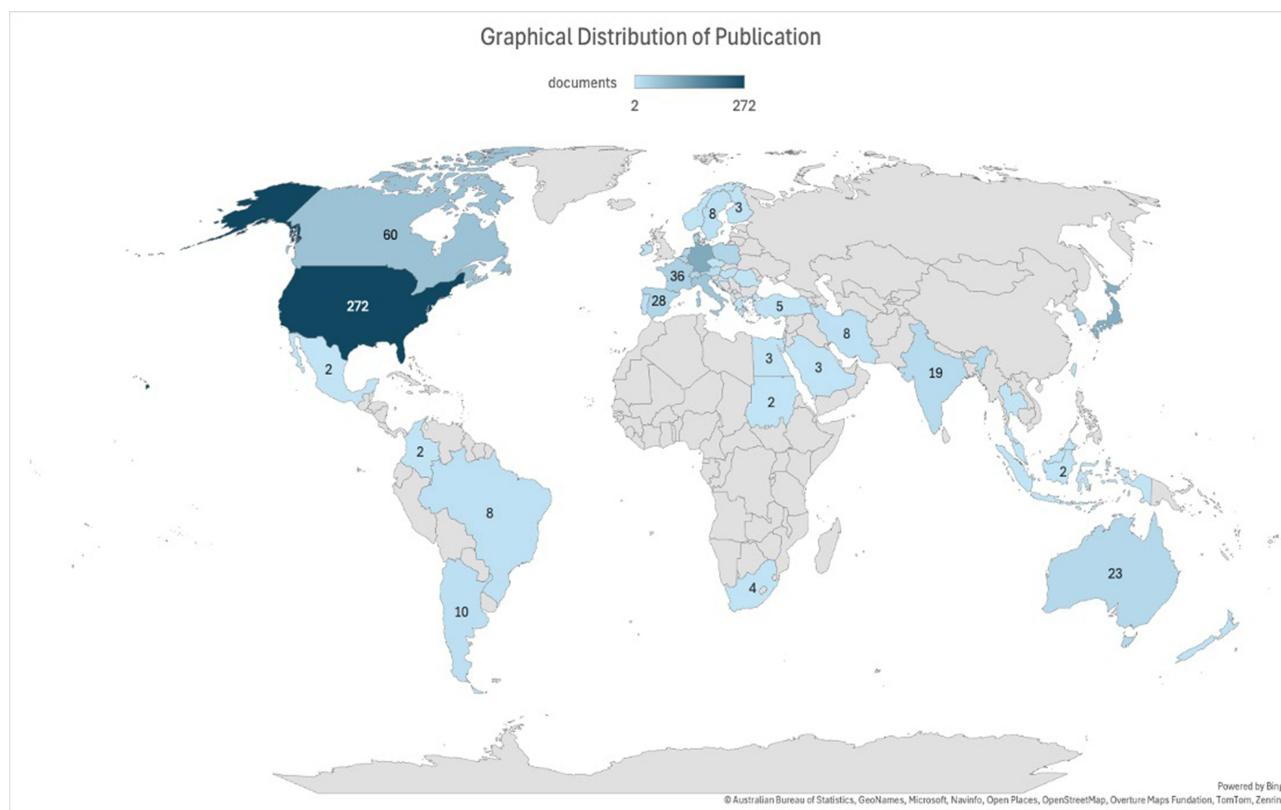 Graphical Distribution of Publication
documents
2 272
8 3
60
36
272 28 5
8
2 3 3 19
2
2 2
8
23
4
10
Powered by Bing
© Australian Bureau of Statistics, GeoNames, Microsoft, Navinfo, Open Places, OpenStreetMap, Overture Maps Fundation, TomTom, Zenrin